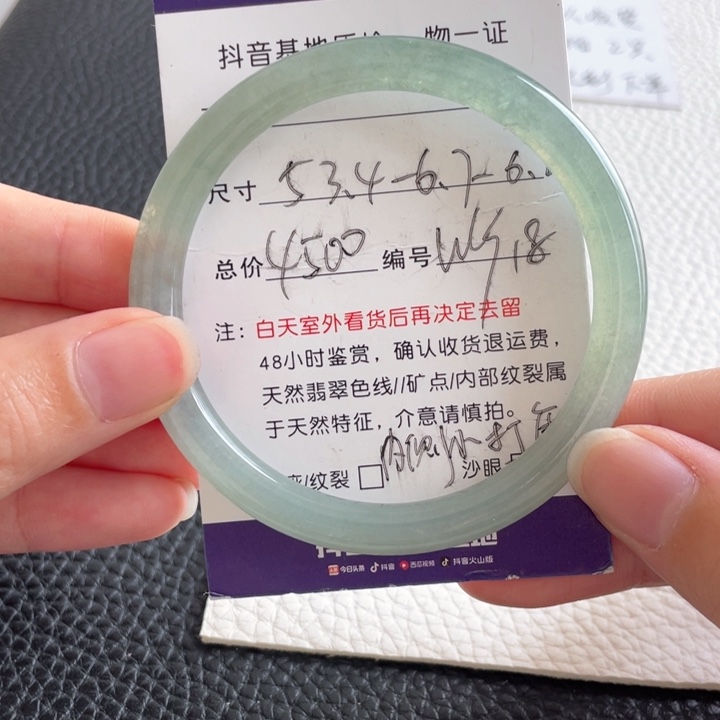 抖音基地质检 一物一证
尺寸 53.4-6.7-6.
总价 4500 编号 WG 18
注：白天室外看货后再决定去留
48小时鉴赏，确认收货退运费，
天然翡翠色线//矿点/内部纹裂属
于天然特征，介意请慎拍。
/纹裂 □ 沙眼
今日头条 抖音 西瓜视频 抖音火山版
下单